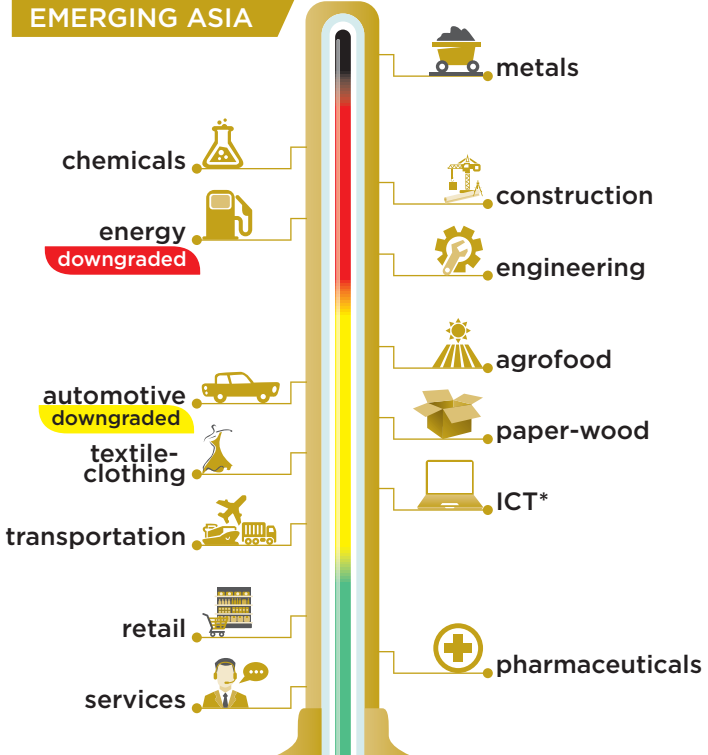 EMERGING ASIA
metals
chemicals
construction
energy
downgraded
engineering
agrofood
automotive
downgraded
paper-wood
textile-
clothing
ICT*
transportation
retail
pharmaceuticals
services